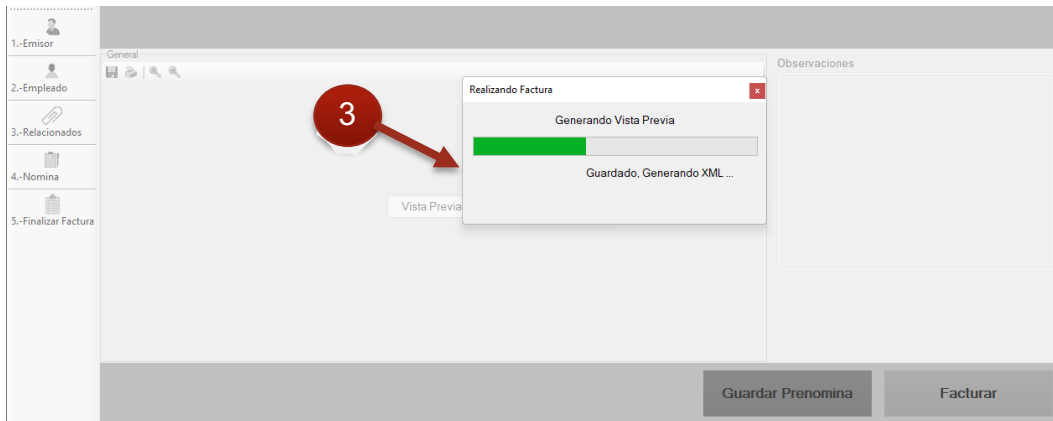 1.-Emisor
2.-Empleado
3.-Relacionados
4.-Nomina
5.-Finalizar Factura
General
Observaciones
3
Realizando Factura
x
Generando Vista Previa
Guardado, Generando XML ...
Vista Previa
Guardar Prenomina
Facturar